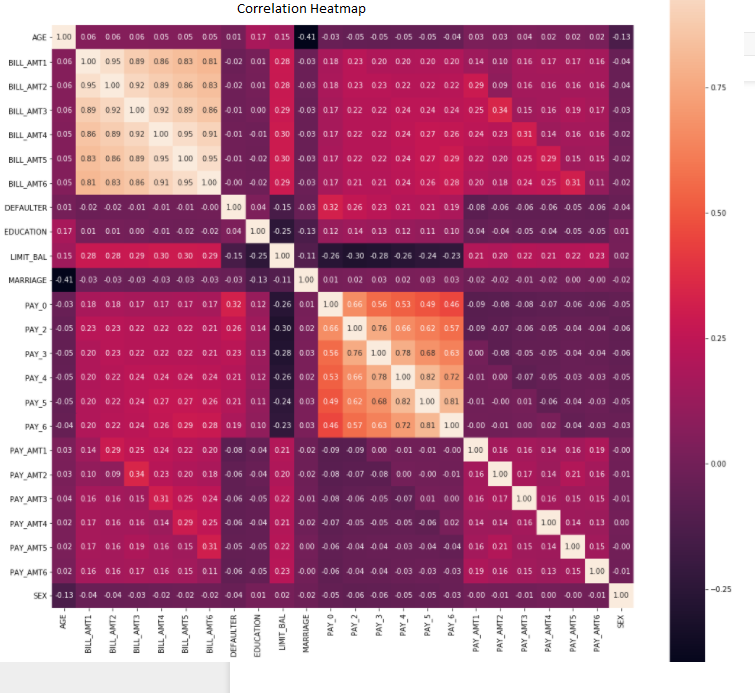 Correlation Heatmap
AGE 1.00 0.06 0.06 0.06 0.05 0.05 0.05 0.01 0.17 0.15 -0.41 -0.03 -0.05 -0.05 -0.05 -0.05 -0.04 0.03 0.03 0.04 0.02 0.02 0.02 -0.13
BILL_AMT1 0.06 1.00 0.95 0.89 0.86 0.83 0.81 -0.02 0.01 0.28 -0.03 0.18 0.23 0.20 0.20 0.20 0.20 0.14 0.10 0.16 0.17 0.17 0.16 -0.04
BILL_AMT2 0.06 0.95 1.00 0.92 0.89 0.86 0.83 -0.02 0.01 0.28 -0.03 0.18 0.23 0.23 0.22 0.22 0.22 0.29 0.09 0.15 0.16 0.16 0.16 -0.04
BILL_AMT3 0.06 0.89 0.92 1.00 0.92 0.89 0.86 -0.01 0.00 0.29 -0.03 0.17 0.22 0.22 0.24 0.24 0.24 0.25 0.34 0.15 0.16 0.19 0.17 -0.03
BILL_AMT4 0.05 0.86 0.89 0.92 1.00 0.95 0.91 -0.01 -0.01 0.30 -0.03 0.17 0.22 0.22 0.24 0.27 0.26 0.24 0.23 0.31 0.14 0.16 0.16 -0.02
BILL_AMT5 0.05 0.83 0.86 0.89 0.95 1.00 0.95 -0.01 -0.02 0.30 -0.03 0.17 0.22 0.22 0.24 0.27 0.29 0.22 0.20 0.25 0.29 0.15 0.15 -0.02
BILL_AMT6 0.05 0.81 0.83 0.86 0.91 0.95 1.00 -0.00 -0.02 0.29 -0.03 0.17 0.21 0.21 0.24 0.26 0.28 0.20 0.18 0.24 0.25 0.31 0.11 -0.02
DEFAULTER 0.01 -0.02 -0.02 -0.01 -0.01 -0.01 -0.00 1.00 0.04 -0.15 -0.03 0.32 0.26 0.23 0.21 0.21 0.19 -0.08 -0.06 -0.06 -0.06 -0.06 -0.05 -0.04
EDUCATION 0.17 0.01 0.01 0.00 -0.01 -0.02 -0.02 0.04 1.00 -0.25 -0.13 0.12 0.14 0.13 0.12 0.11 0.10 -0.04 -0.04 -0.05 -0.04 -0.05 -0.05 0.01
LIMIT_BAL 0.15 0.28 0.28 0.29 0.30 0.30 0.29 -0.15 -0.25 1.00 -0.11 -0.26 -0.30 -0.28 -0.26 -0.24 -0.23 0.21 0.20 0.22 0.21 0.22 0.23 0.02
MARRIAGE -0.41 -0.03 -0.03 -0.03 -0.03 -0.03 -0.03 -0.03 -0.13 -0.11 1.00 0.01 0.02 0.03 0.02 0.03 0.03 -0.02 -0.02 -0.01 -0.02 0.00 -0.00 -0.02
PAY_0 -0.03 0.18 0.18 0.17 0.17 0.17 0.17 0.32 0.12 -0.26 0.01 1.00 0.66 0.56 0.53 0.49 0.46 -0.09 -0.08 -0.08 -0.07 -0.06 -0.06 -0.05
PAY_2 -0.05 0.23 0.23 0.22 0.22 0.22 0.21 0.26 0.14 -0.30 0.02 0.66 1.00 0.76 0.66 0.62 0.57 -0.09 -0.07 -0.06 -0.05 -0.04 -0.04 -0.06
PAY_3 -0.05 0.20 0.23 0.22 0.22 0.22 0.21 0.23 0.13 -0.28 0.03 0.56 0.76 1.00 0.78 0.68 0.63 0.00 -0.08 -0.05 -0.05 -0.04 -0.04 -0.06
PAY_4 -0.05 0.20 0.22 0.24 0.24 0.24 0.24 0.21 0.12 -0.26 0.02 0.53 0.66 0.78 1.00 0.82 0.72 -0.01 0.00 -0.07 -0.05 -0.03 -0.03 -0.05
PAY_5 -0.05 0.20 0.22 0.24 0.27 0.27 0.26 0.21 0.11 -0.24 0.03 0.49 0.62 0.68 0.82 1.00 0.81 -0.01 -0.00 0.01 -0.06 -0.04 -0.03 -0.05
PAY_6 -0.04 0.20 0.22 0.24 0.26 0.29 0.28 0.19 0.10 -0.23 0.03 0.46 0.57 0.63 0.72 0.81 1.00 -0.00 -0.01 0.00 0.02 -0.04 -0.03 -0.03
PAY_AMT1 0.03 0.14 0.29 0.25 0.24 0.22 0.20 -0.08 -0.04 0.21 -0.02 -0.09 -0.09 0.00 -0.01 -0.01 -0.00 1.00 0.16 0.16 0.14 0.16 0.19 -0.00
PAY_AMT2 0.03 0.10 0.09 0.34 0.23 0.20 0.18 -0.06 -0.04 0.20 -0.02 -0.08 -0.07 -0.08 0.00 -0.00 -0.01 0.16 1.00 0.17 0.14 0.21 0.16 -0.01
PAY_AMT3 0.04 0.16 0.16 0.15 0.31 0.25 0.24 -0.06 -0.05 0.22 -0.01 -0.08 -0.06 -0.05 -0.07 0.01 0.00 0.16 0.17 1.00 0.16 0.15 0.15 -0.01
PAY_AMT4 0.02 0.17 0.16 0.16 0.14 0.29 0.25 -0.06 -0.04 0.21 -0.02 -0.07 -0.05 -0.05 -0.05 -0.06 0.02 0.14 0.14 0.16 1.00 0.14 0.13 0.00
PAY_AMT5 0.02 0.17 0.16 0.19 0.16 0.15 0.31 -0.06 -0.05 0.22 0.00 -0.06 -0.04 -0.04 -0.03 -0.04 -0.04 0.16 0.21 0.15 0.14 1.00 0.15 -0.00
PAY_AMT6 0.02 0.16 0.16 0.17 0.16 0.15 0.11 -0.06 -0.05 0.23 -0.00 -0.06 -0.04 -0.04 -0.03 -0.03 -0.03 0.19 0.16 0.15 0.13 0.15 1.00 -0.01
SEX -0.13 -0.04 -0.04 -0.03 -0.02 -0.02 -0.02 -0.04 0.01 0.02 -0.02 -0.05 -0.06 -0.06 -0.05 -0.05 -0.03 -0.00 -0.01 -0.01 0.00 -0.00 -0.01 1.00
AGE BILL_AMT1 BILL_AMT2 BILL_AMT3 BILL_AMT4 BILL_AMT5 BILL_AMT6 DEFAULTER EDUCATION LIMIT_BAL MARRIAGE PAY_0 PAY_2 PAY_3 PAY_4 PAY_5 PAY_6 PAY_AMT1 PAY_AMT2 PAY_AMT3 PAY_AMT4 PAY_AMT5 PAY_AMT6 SEX
0.75
0.50
0.25
0.00
-0.25